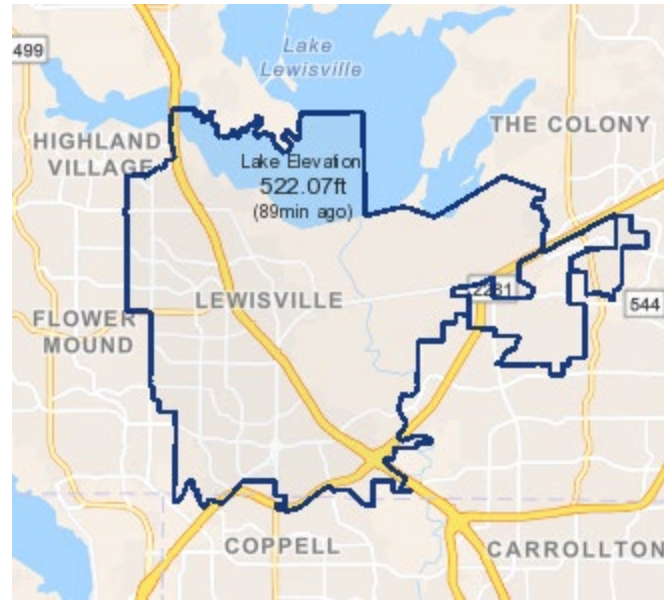 Lake
Lewisville
499
THE COLONY
HIGHLAND
VILLAGE
Lake Elevation
522.07ft
(89min ago)
LEWISVILLE
2281
544
FLOWER
MOUND
COPPELL
CARROLLTON